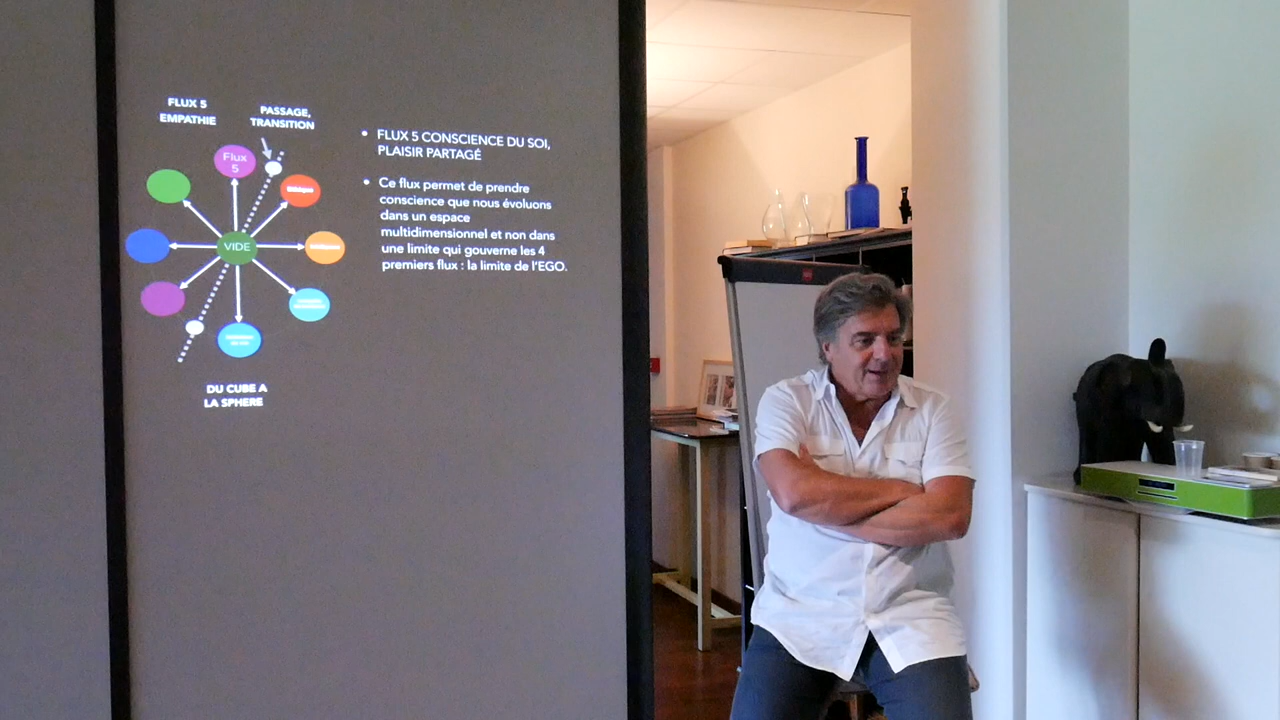 FLUX 5
EMPATHIE
PASSAGE,
TRANSITION
Flux
5
VIDE
DU CUBE A
LA SPHERE
• FLUX 5 CONSCIENCE DU SOI,
PLAISIR PARTAGÉ
• Ce flux permet de prendre
conscience que nous évoluons
dans un espace
multidimensionnel et non dans
une limite qui gouverne les 4
premiers flux : la limite de l'EGO.